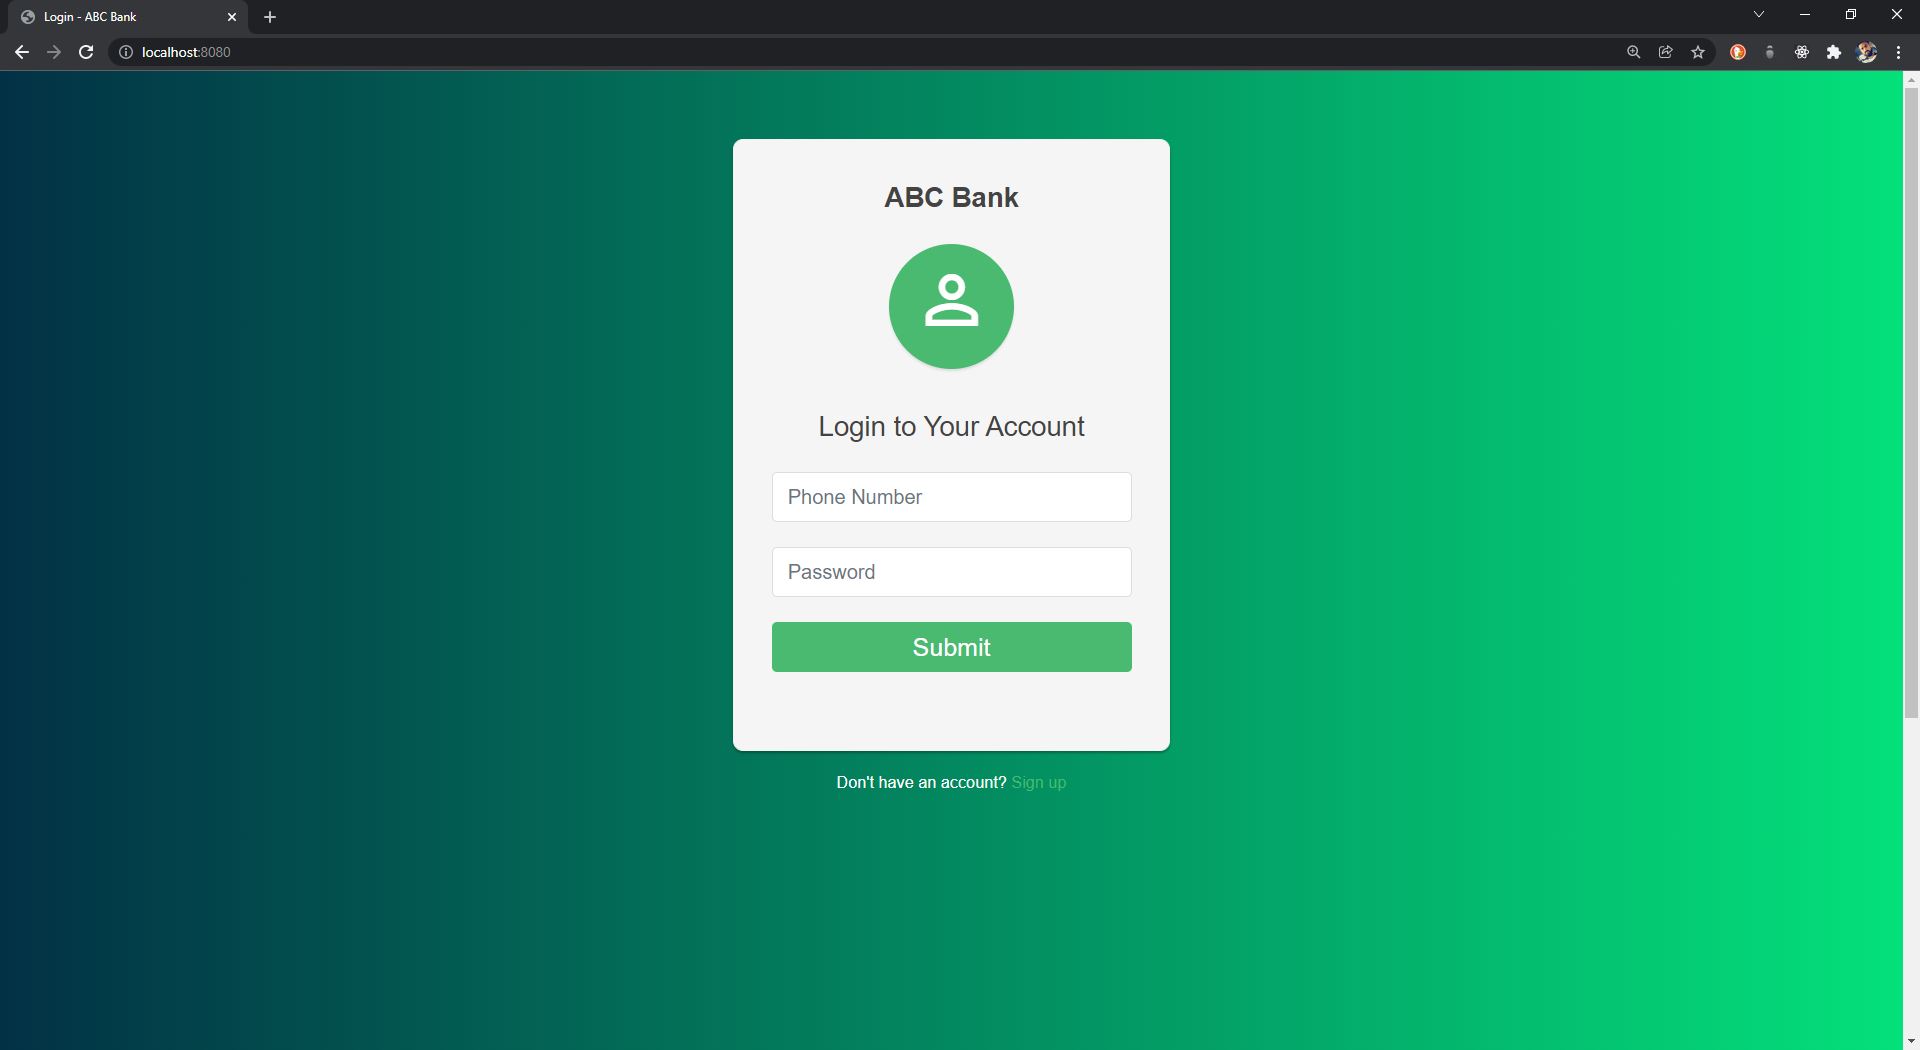 Login - ABC Bank
localhost:8080
ABC Bank
Login to Your Account
Phone Number
Password
Submit
Don't have an account? Sign up